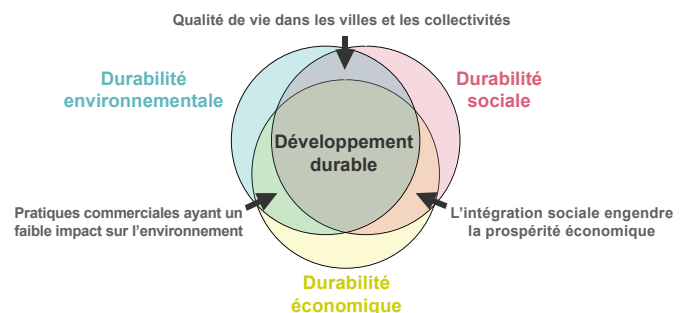 Qualité de vie dans les villes et les collectivités
Durabilité
environnementale
Durabilité
sociale
Développement
durable
Pratiques commerciales ayant un
faible impact sur l’environnement
L’intégration sociale engendre
la prospérité économique
Durabilité
économique